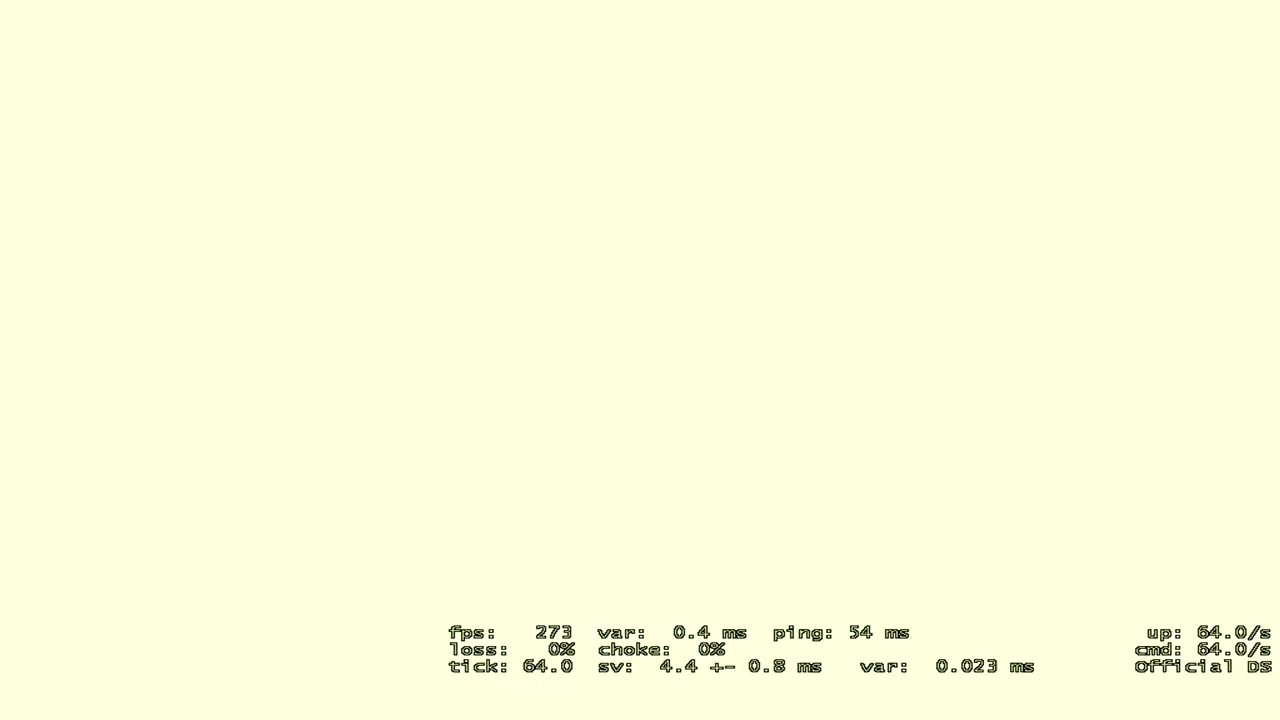 fps: 273 var: 0.4 ms ping: 54 ms up: 64.0/s
loss: 0% choke: 0% cmd: 64.0/s
tick: 64.0 sv: 4.4 +- 0.8 ms var: 0.023 ms Official DS